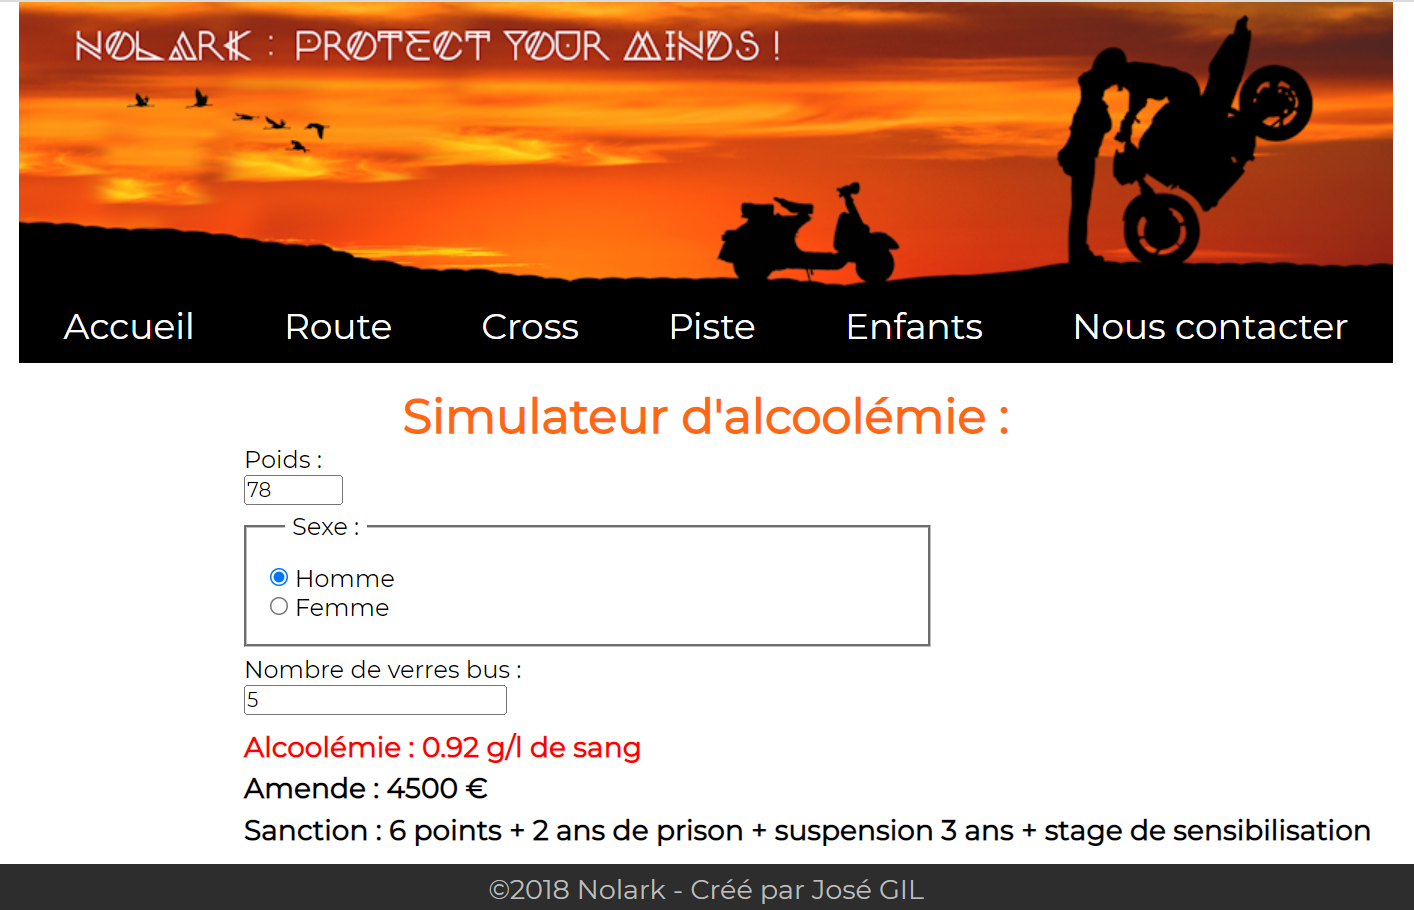 NOLARK : PROTECT YOUR MINDS !
Accueil Route Cross Piste Enfants Nous contacter
Simulateur d'alcoolémie :
Poids :
78
Sexe :
Homme
Femme
Nombre de verres bus :
5
Alcoolémie : 0.92 g/l de sang
Amende : 4500 €
Sanction : 6 points + 2 ans de prison + suspension 3 ans + stage de sensibilisation
©2018 Nolark - Créé par José GIL